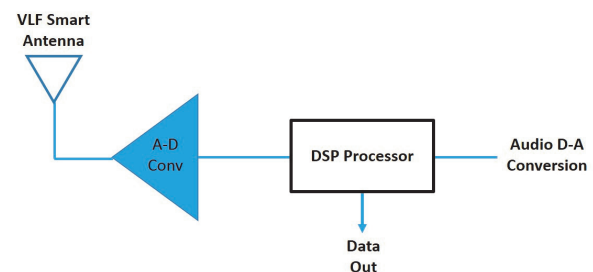 VLF Smart
Antenna
A-D
Conv
DSP Processor
Audio D-A
Conversion
Data
Out